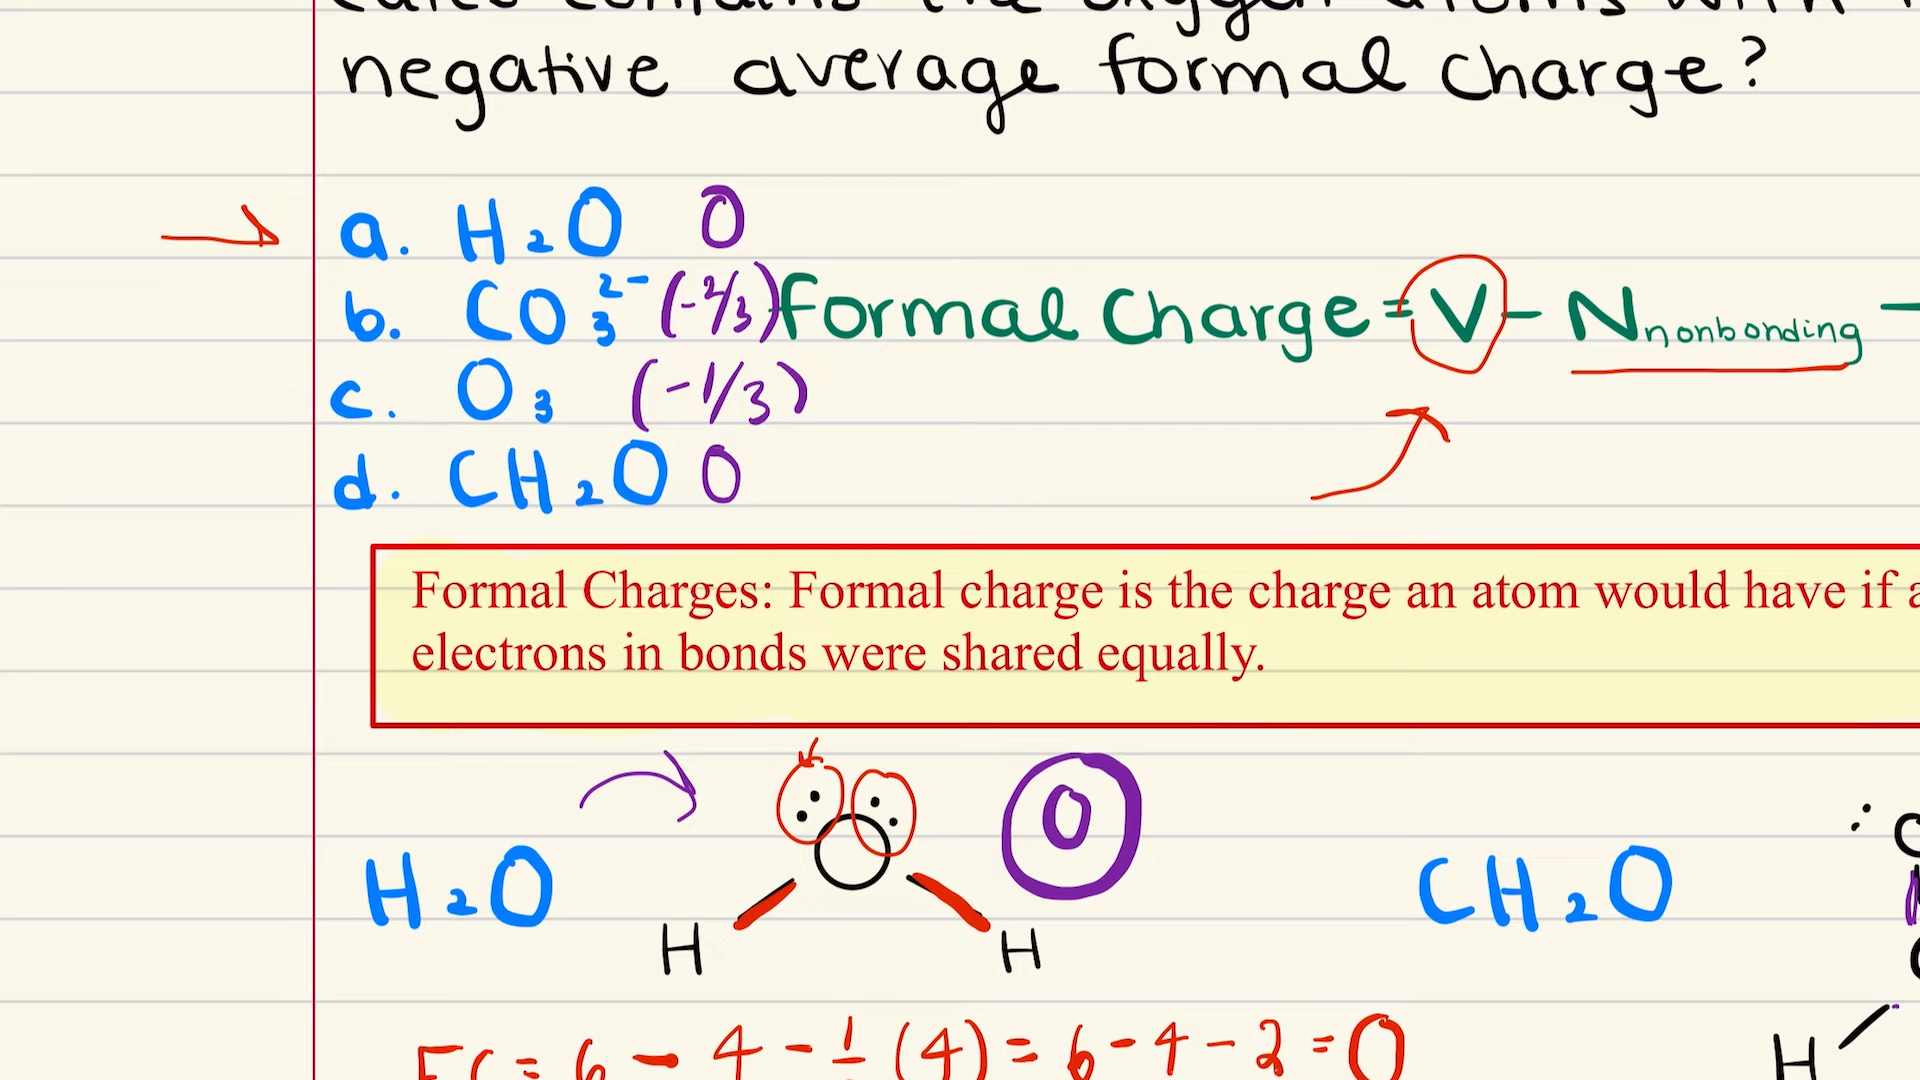 negative average formal charge?
a. H₂O 0
b. CO₃²⁻ (-2/3) formal Charge = V - N nonbonding -
c. O₃ (-1/3)
d. CH₂O 0
Formal Charges: Formal charge is the charge an atom would have if
electrons in bonds were shared equally.
0
H₂O
H
H
CH₂O
H
FC = 6 - 4 - 1 (4) = 6 - 4 - 2 = 0